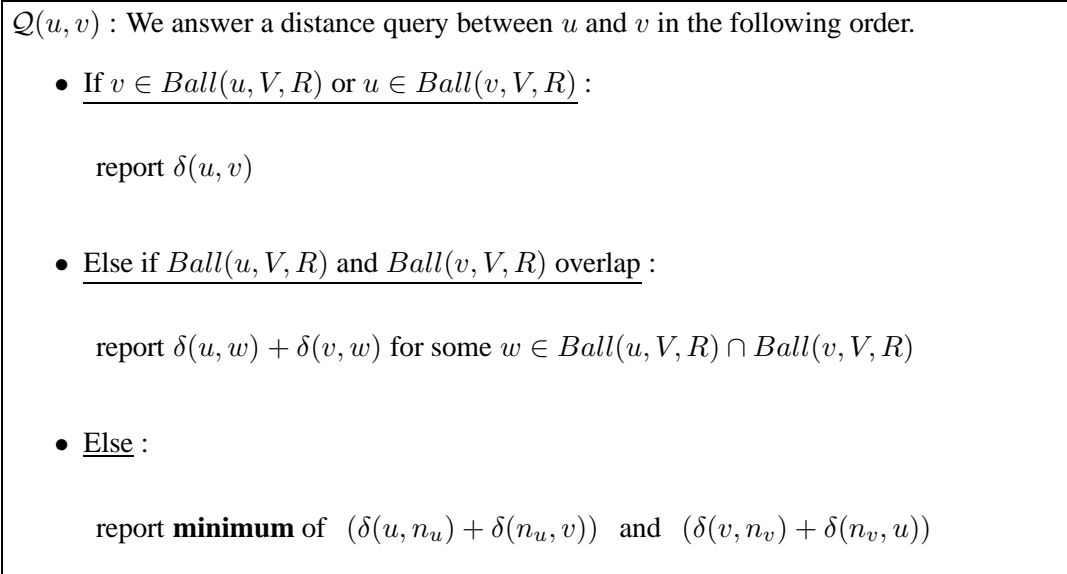 𝒬(u, v) : We answer a distance query between u and v in the following order.
• If v ∈ Ball(u, V, R) or u ∈ Ball(v, V, R) :
report δ(u, v)
• Else if Ball(u, V, R) and Ball(v, V, R) overlap :
report δ(u, w) + δ(v, w) for some w ∈ Ball(u, V, R) ∩ Ball(v, V, R)
• Else :
report minimum of (δ(u, n_u) + δ(n_u, v)) and (δ(v, n_v) + δ(n_v, u))